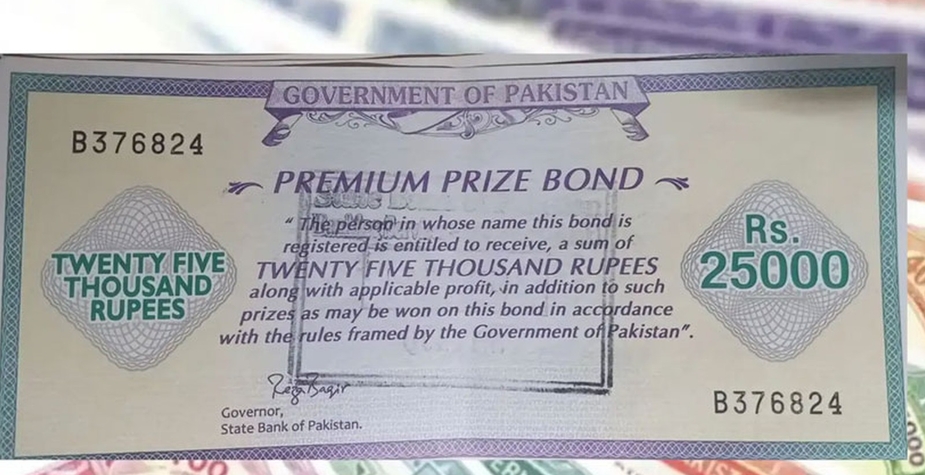 GOVERNMENT OF PAKISTAN
B376824
PREMIUM PRIZE BOND
" The person in whose name this bond is
registered is entitled to receive, a sum of
TWENTY FIVE THOUSAND RUPEES
along with applicable profit, in addition to such
prizes as may be won on this bond in accordance
with the rules framed by the Government of Pakistan".
TWENTY FIVE
THOUSAND
RUPEES
Rs.
25000
Reza Baqir
Governor,
State Bank of Pakistan.
B376824